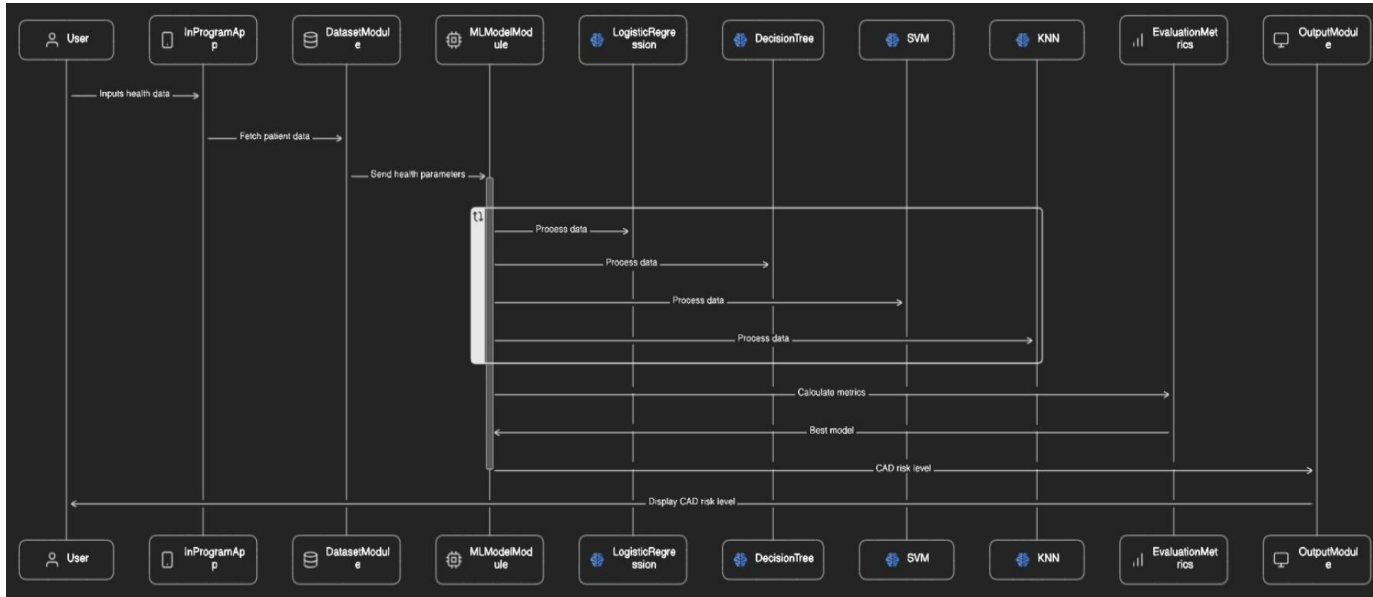 User
InProgramAp
p
DatasetModul
e
MLModelMod
ule
LogisticRegre
ssion
DecisionTree
SVM
KNN
EvaluationMet
rics
OutputModul
e
Inputs health data
Fetch patient data
Send health parameters
Process data
Process data
Process data
Process data
Calculate metrics
Best model
CAD risk level
Display CAD risk level
User
InProgramAp
p
DatasetModul
e
MLModelMod
ule
LogisticRegre
ssion
DecisionTree
SVM
KNN
EvaluationMet
rics
OutputModul
e